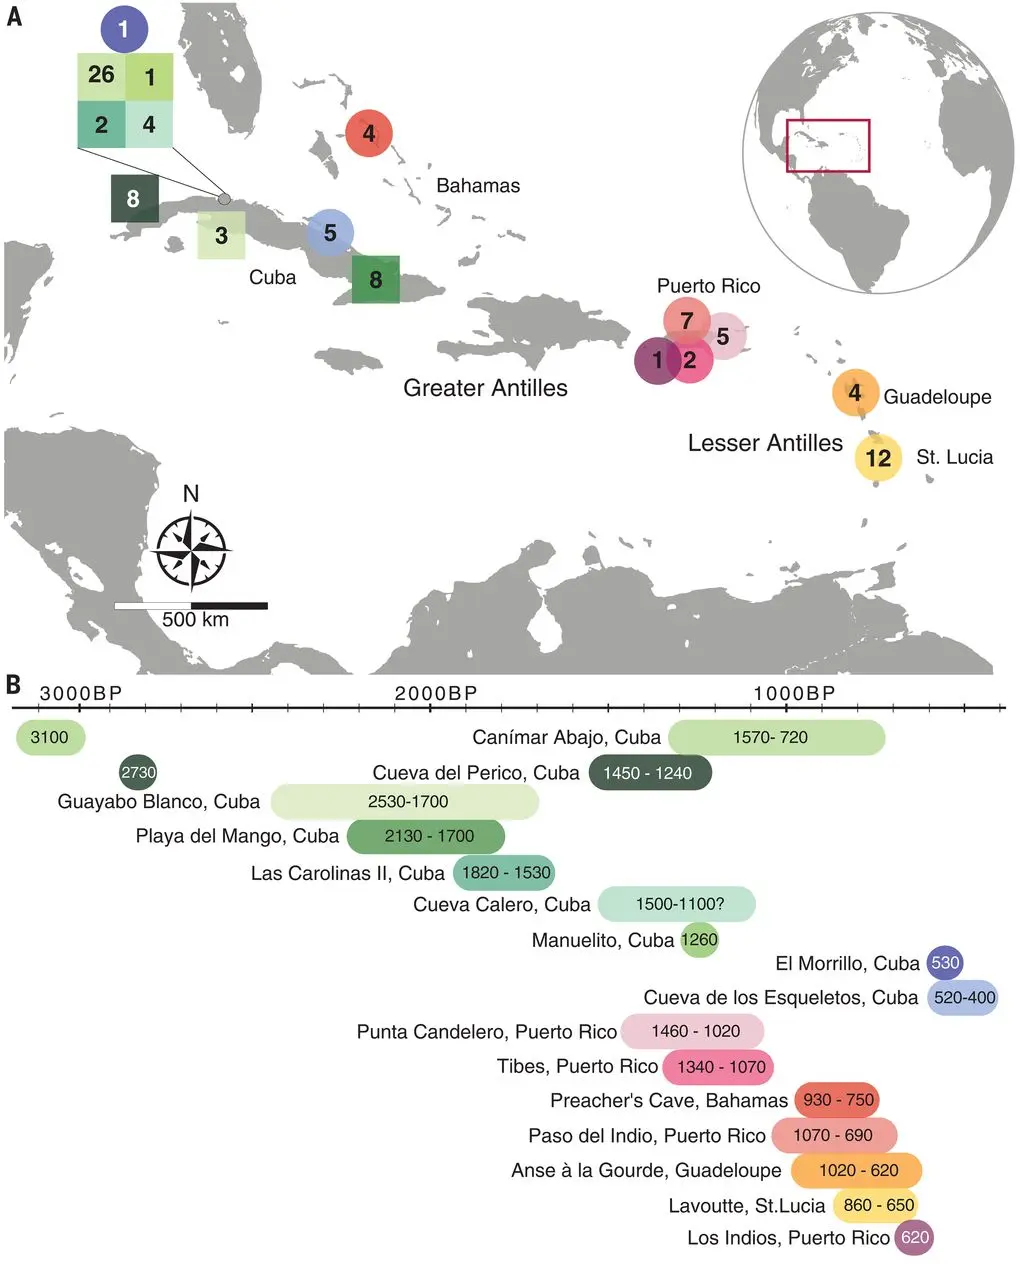 A
1
26 1
2 4
4
Bahamas
8
3
5
Cuba
8
Puerto Rico
7
5
1 2
Greater Antilles
4
Guadeloupe
Lesser Antilles
12
St. Lucia
N
500 km
B
3000BP 2000BP 1000BP
3100 Canímar Abajo, Cuba 1570- 720
2730 Cueva del Perico, Cuba 1450 - 1240
Guayabo Blanco, Cuba 2530-1700
Playa del Mango, Cuba 2130 - 1700
Las Carolinas II, Cuba 1820 - 1530
Cueva Calero, Cuba 1500-1100?
Manuelito, Cuba 1260
El Morrillo, Cuba 530
Cueva de los Esqueletos, Cuba 520-400
Punta Candelero, Puerto Rico 1460 - 1020
Tibes, Puerto Rico 1340 - 1070
Preacher's Cave, Bahamas 930 - 750
Paso del Indio, Puerto Rico 1070 - 690
Anse à la Gourde, Guadeloupe 1020 - 620
Lavoutte, St.Lucia 860 - 650
Los Indios, Puerto Rico 620